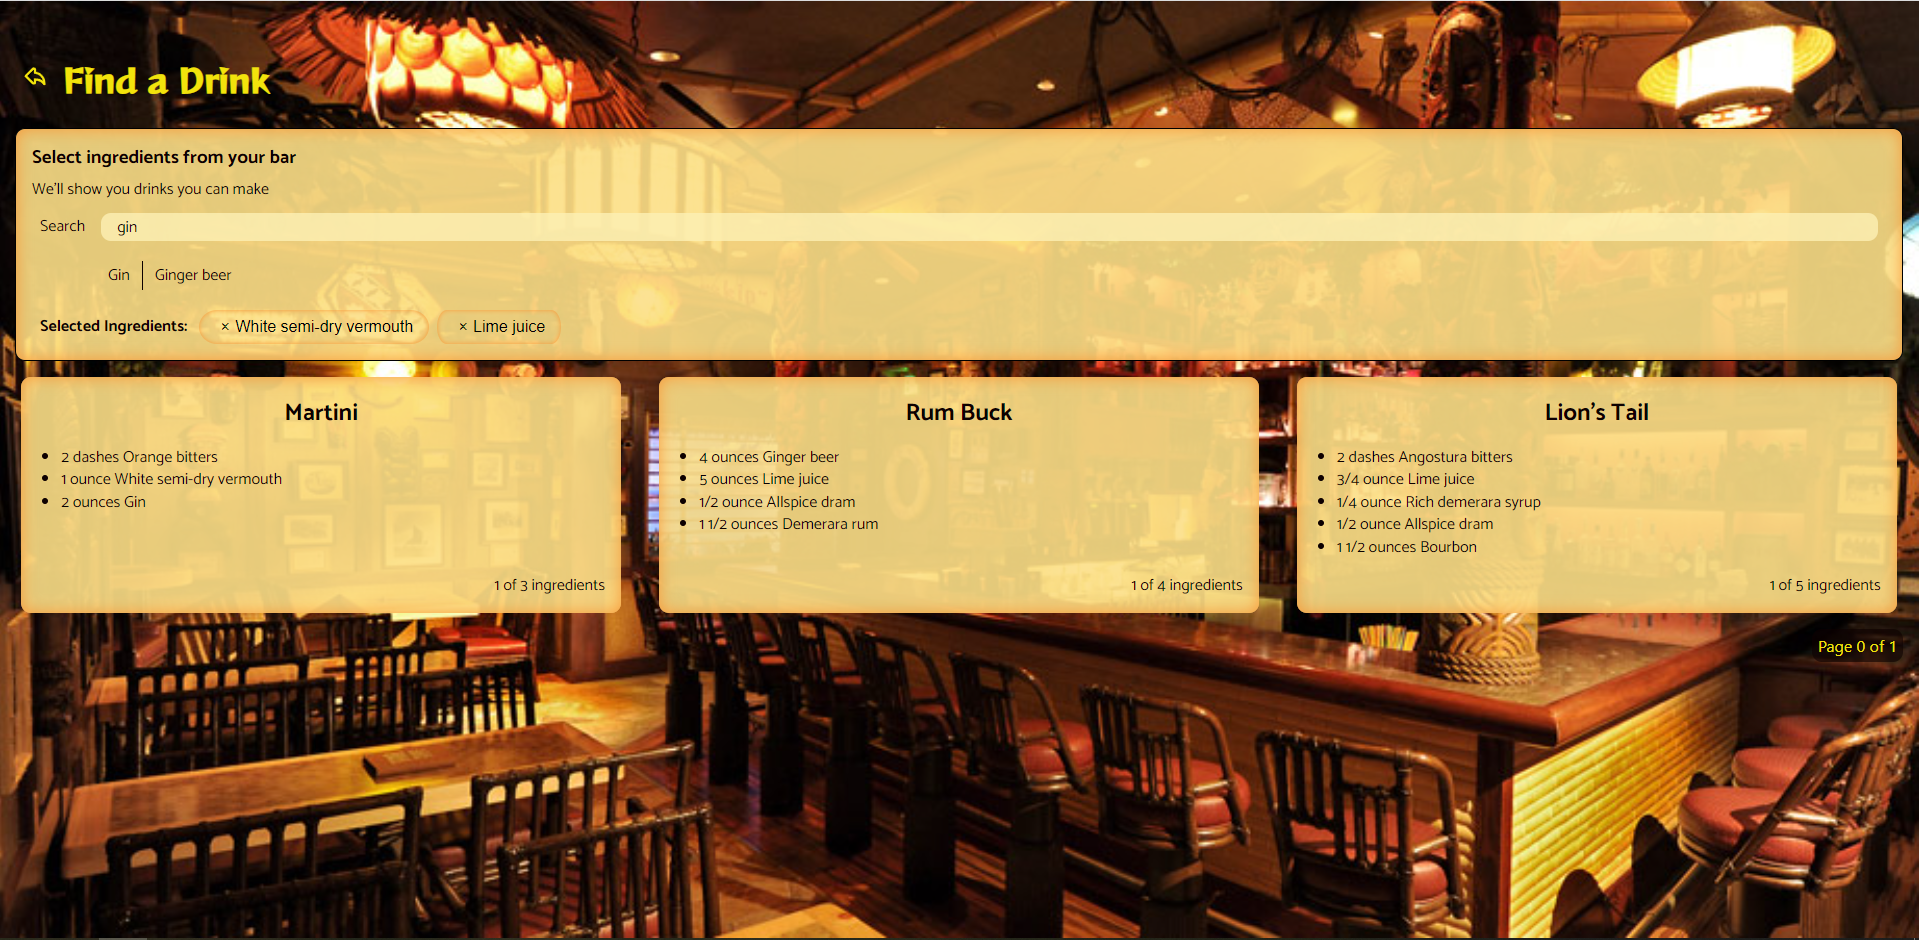 Find a Drink
Select ingredients from your bar
We'll show you drinks you can make
Search gin
Gin Ginger beer
Selected Ingredients: × White semi-dry vermouth × Lime juice
Martini
2 dashes Orange bitters
1 ounce White semi-dry vermouth
2 ounces Gin
1 of 3 ingredients
Rum Buck
4 ounces Ginger beer
5 ounces Lime juice
1/2 ounce Allspice dram
1 1/2 ounces Demerara rum
1 of 4 ingredients
Lion's Tail
2 dashes Angostura bitters
3/4 ounce Lime juice
1/4 ounce Rich demerara syrup
1/2 ounce Allspice dram
1 1/2 ounces Bourbon
1 of 5 ingredients
Page 0 of 1